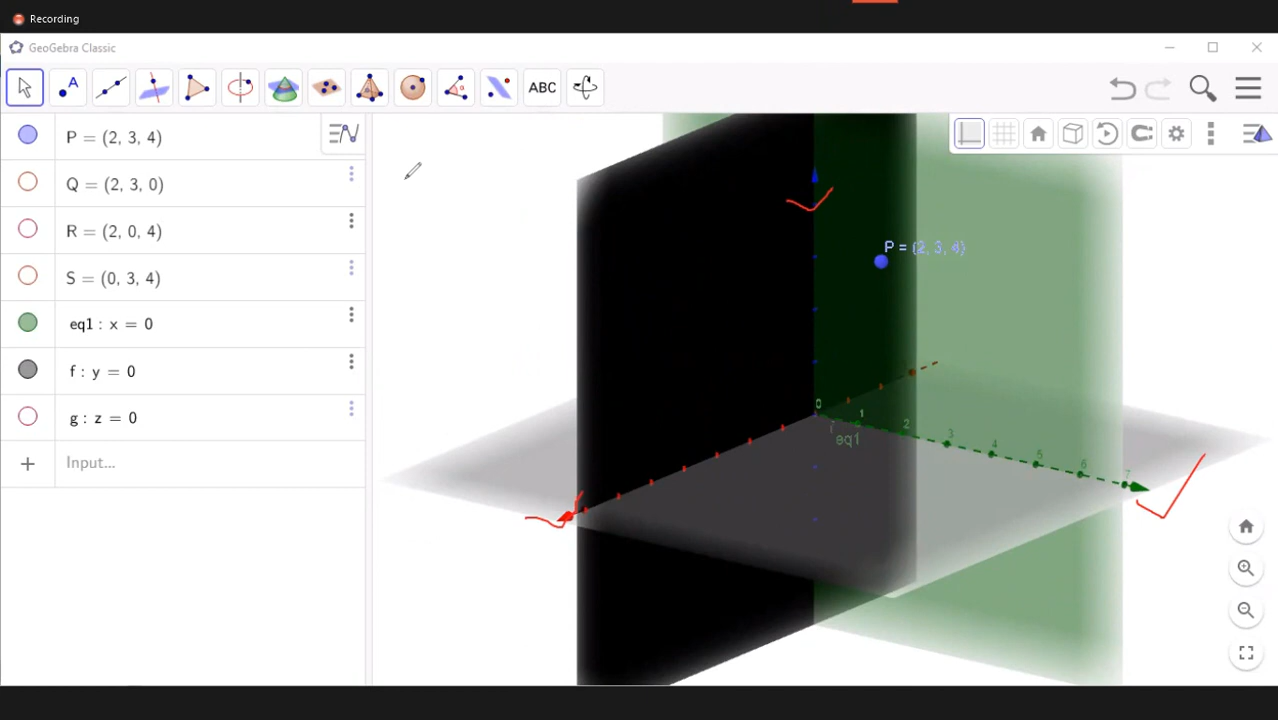 Recording
GeoGebra Classic
ABC
P = (2, 3, 4)
Q = (2, 3, 0)
R = (2, 0, 4)
S = (0, 3, 4)
eq1 : x = 0
f : y = 0
g : z = 0
Input...
P = (2, 3, 4)
0
1
2
3
4
5
6
7
f
eq1